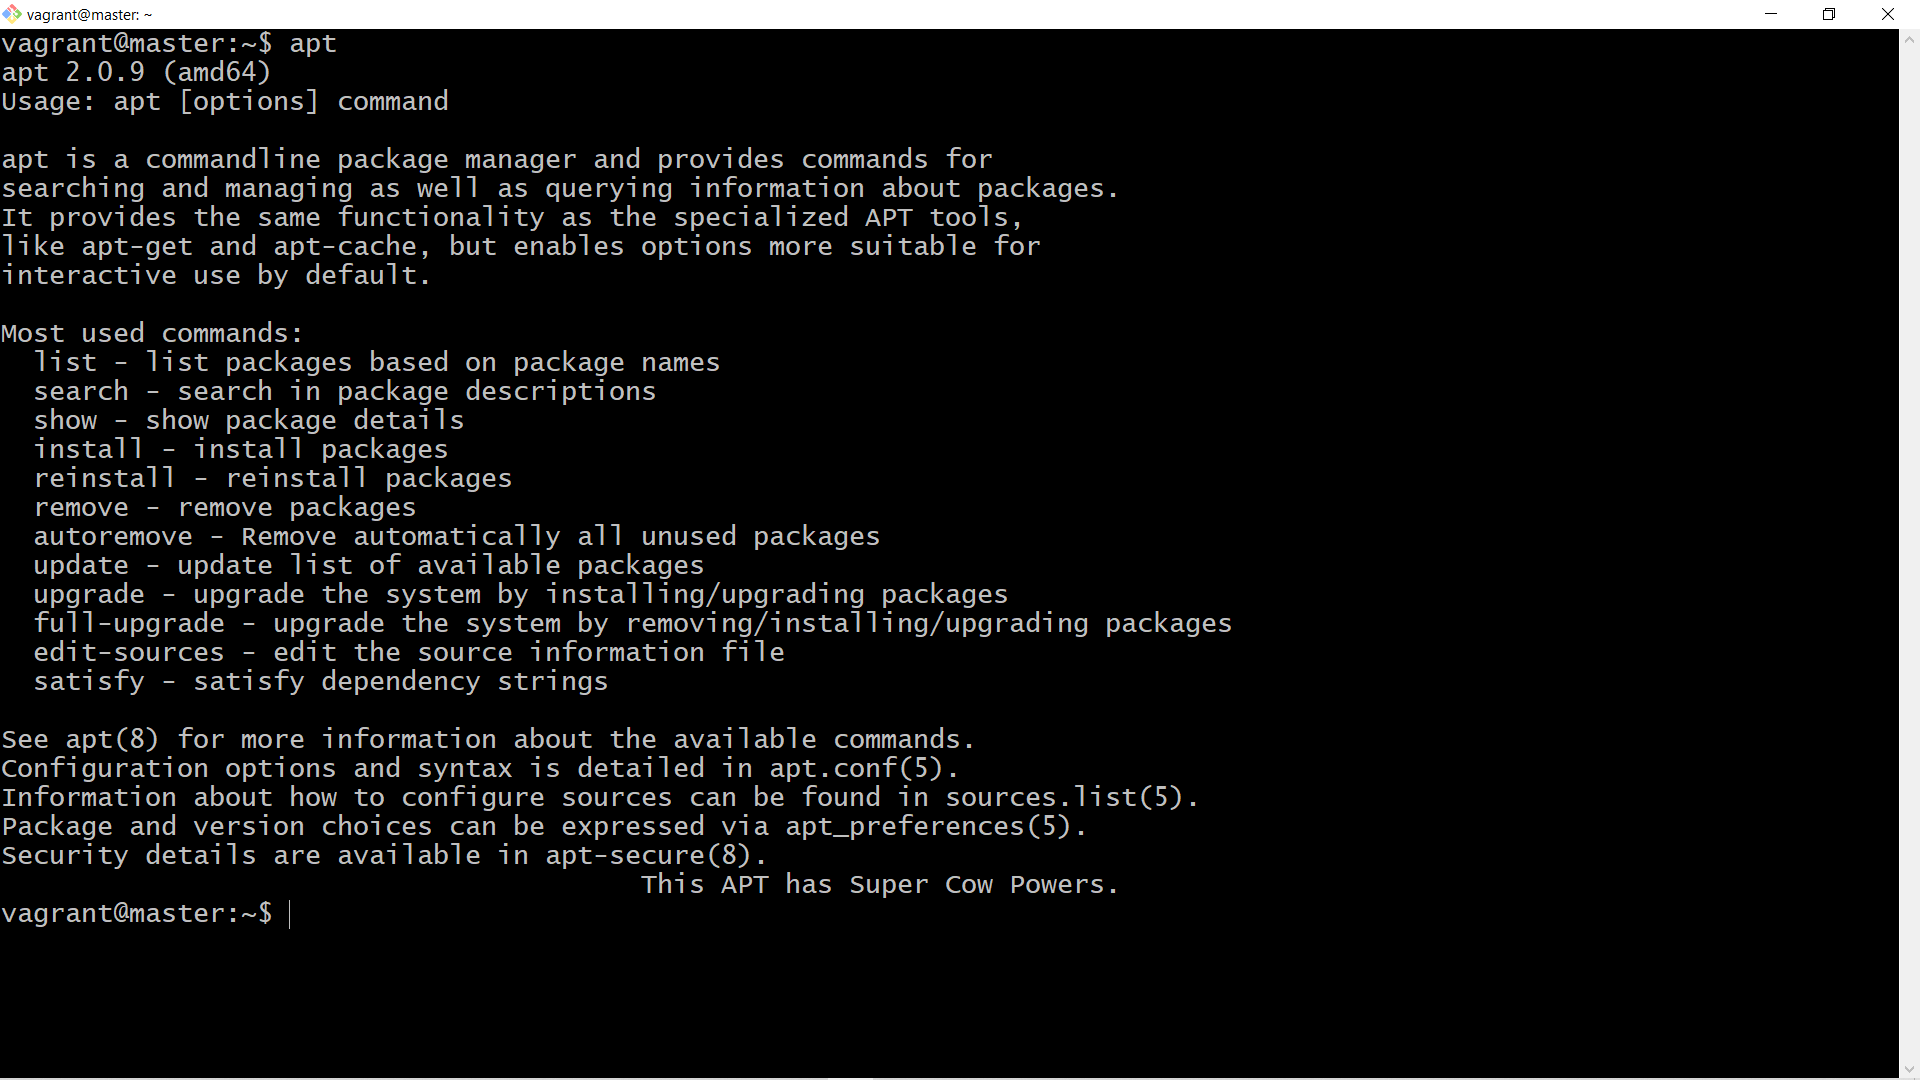 vagrant@master: ~
vagrant@master:~$ apt
apt 2.0.9 (amd64)
Usage: apt [options] command
apt is a commandline package manager and provides commands for
searching and managing as well as querying information about packages.
It provides the same functionality as the specialized APT tools,
like apt-get and apt-cache, but enables options more suitable for
interactive use by default.
Most used commands:
list - list packages based on package names
search - search in package descriptions
show - show package details
install - install packages
reinstall - reinstall packages
remove - remove packages
autoremove - Remove automatically all unused packages
update - update list of available packages
upgrade - upgrade the system by installing/upgrading packages
full-upgrade - upgrade the system by removing/installing/upgrading packages
edit-sources - edit the source information file
satisfy - satisfy dependency strings
See apt(8) for more information about the available commands.
Configuration options and syntax is detailed in apt.conf(5).
Information about how to configure sources can be found in sources.list(5).
Package and version choices can be expressed via apt_preferences(5).
Security details are available in apt-secure(8).
This APT has Super Cow Powers.
vagrant@master:~$